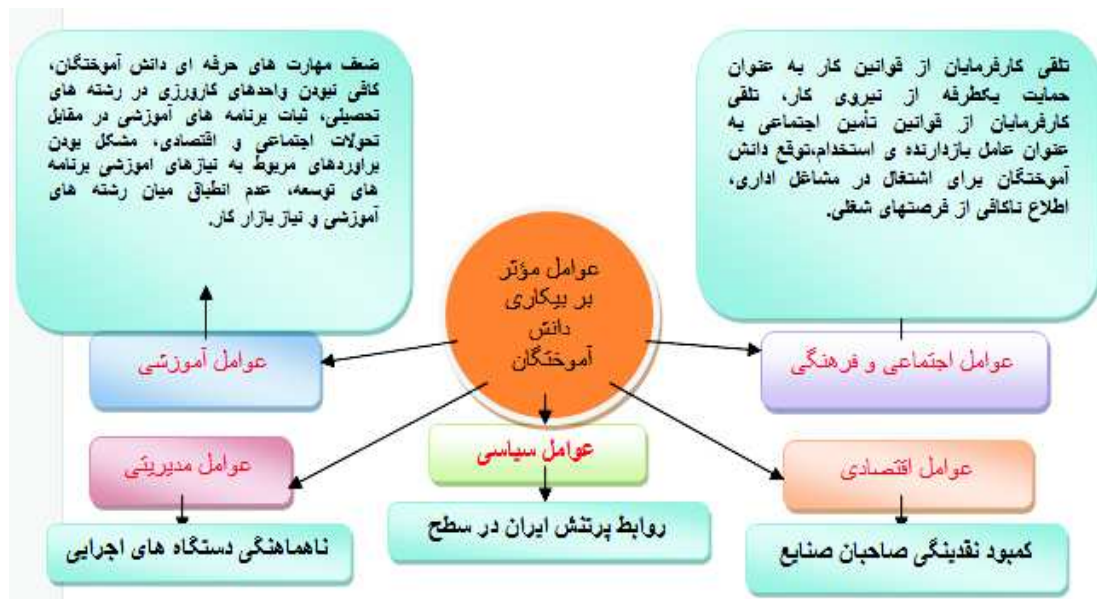 تلقی کارفرمایان از قوانین کار به عنوان
حمایت یکطرفه از نیروی کار، تلقی
کارفرمایان از قوانین تأمین اجتماعی به
عنوان عامل بازدارنده ی استخدام،توقع دانش
آموختگان برای اشتغال در مشاغل اداری،
اطلاع ناکافی از فرصتهای شغلی.
ضعف مهارت های حرفه ای دانش آموختگان،
کافی نبودن واحدهای کارورزی در رشته های
تحصیلی، ثبات برنامه های آموزشی در مقابل
تحولات اجتماعی و اقتصادی، مشکل بودن
براوردهای مربوط به نیازهای اموزشی برنامه
های توسعه، عدم انطباق میان رشته های
آموزشی و نیاز بازار کار.
عوامل مؤثر
بر بیکاری
دانش
آموختگان
عوامل اجتماعی و فرهنگی
عوامل آموزشی
عوامل اقتصادی
عوامل سیاسی
عوامل مدیریتی
کمبود نقدینگی صاحبان صنایع
روابط پرتنش ایران در سطح
ناهماهنگی دستگاه های اجرایی